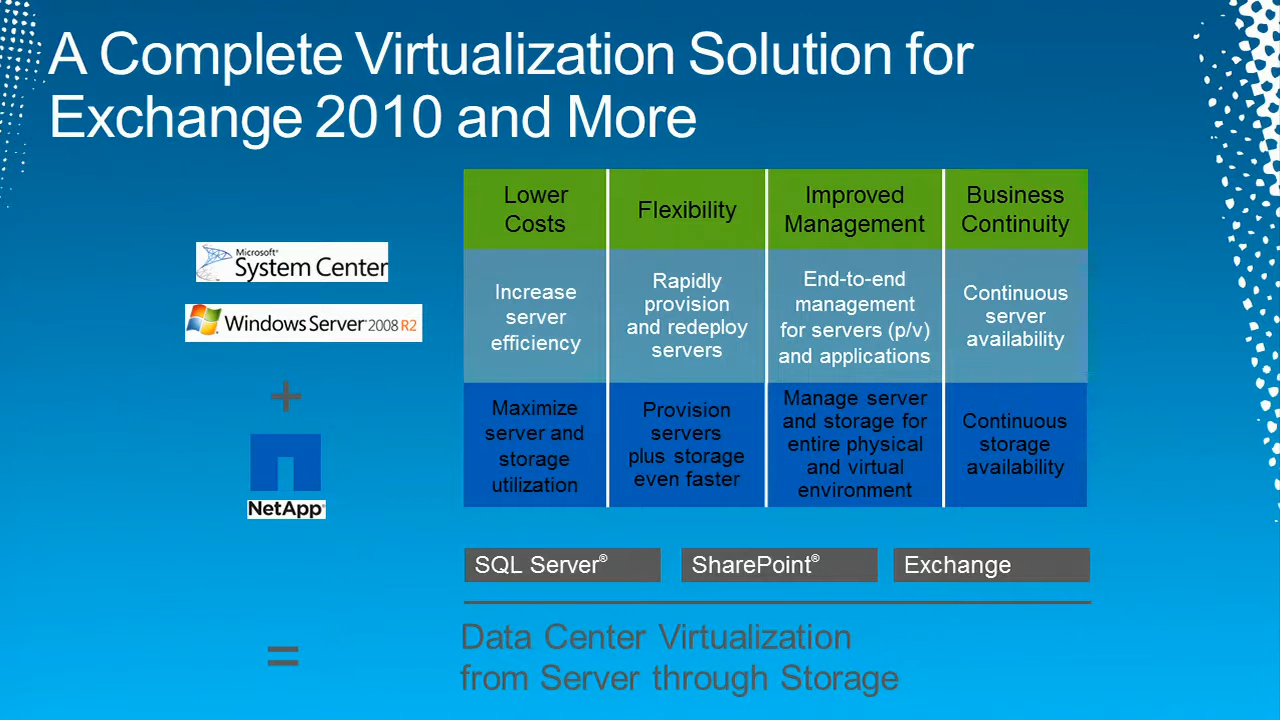 A Complete Virtualization Solution for
Exchange 2010 and More
Microsoft®
System Center
Windows Server® 2008 R2
+
NetApp®
=
Lower
Costs
Flexibility
Improved
Management
Business
Continuity
Increase
server
efficiency
Rapidly
provision
and redeploy
servers
End-to-end
management
for servers (p/v)
and applications
Continuous
server
availability
Maximize
server and
storage
utilization
Provision
servers
plus storage
even faster
Manage server
and storage for
entire physical
and virtual
environment
Continuous
storage
availability
SQL Server®
SharePoint®
Exchange
Data Center Virtualization
from Server through Storage